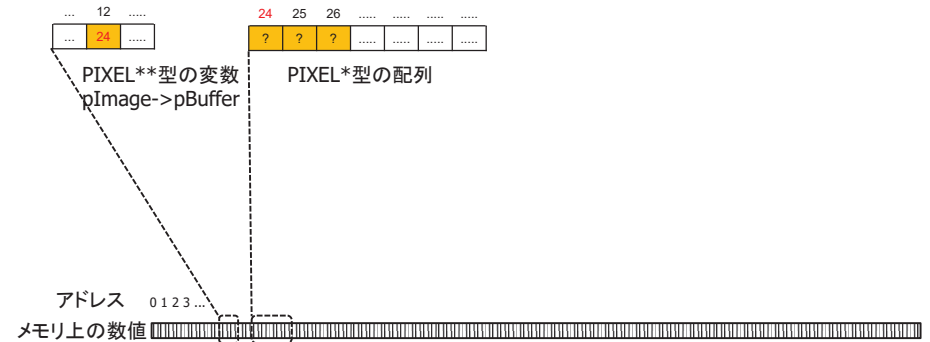 ... 12 .....
... 24 .....
24 25 26 ..... ..... ..... .....
? ? ? ..... ..... ..... .....
PIXEL**型の変数
pImage->pBuffer
PIXEL*型の配列
アドレス 0 1 2 3 ...
メモリ上の数値